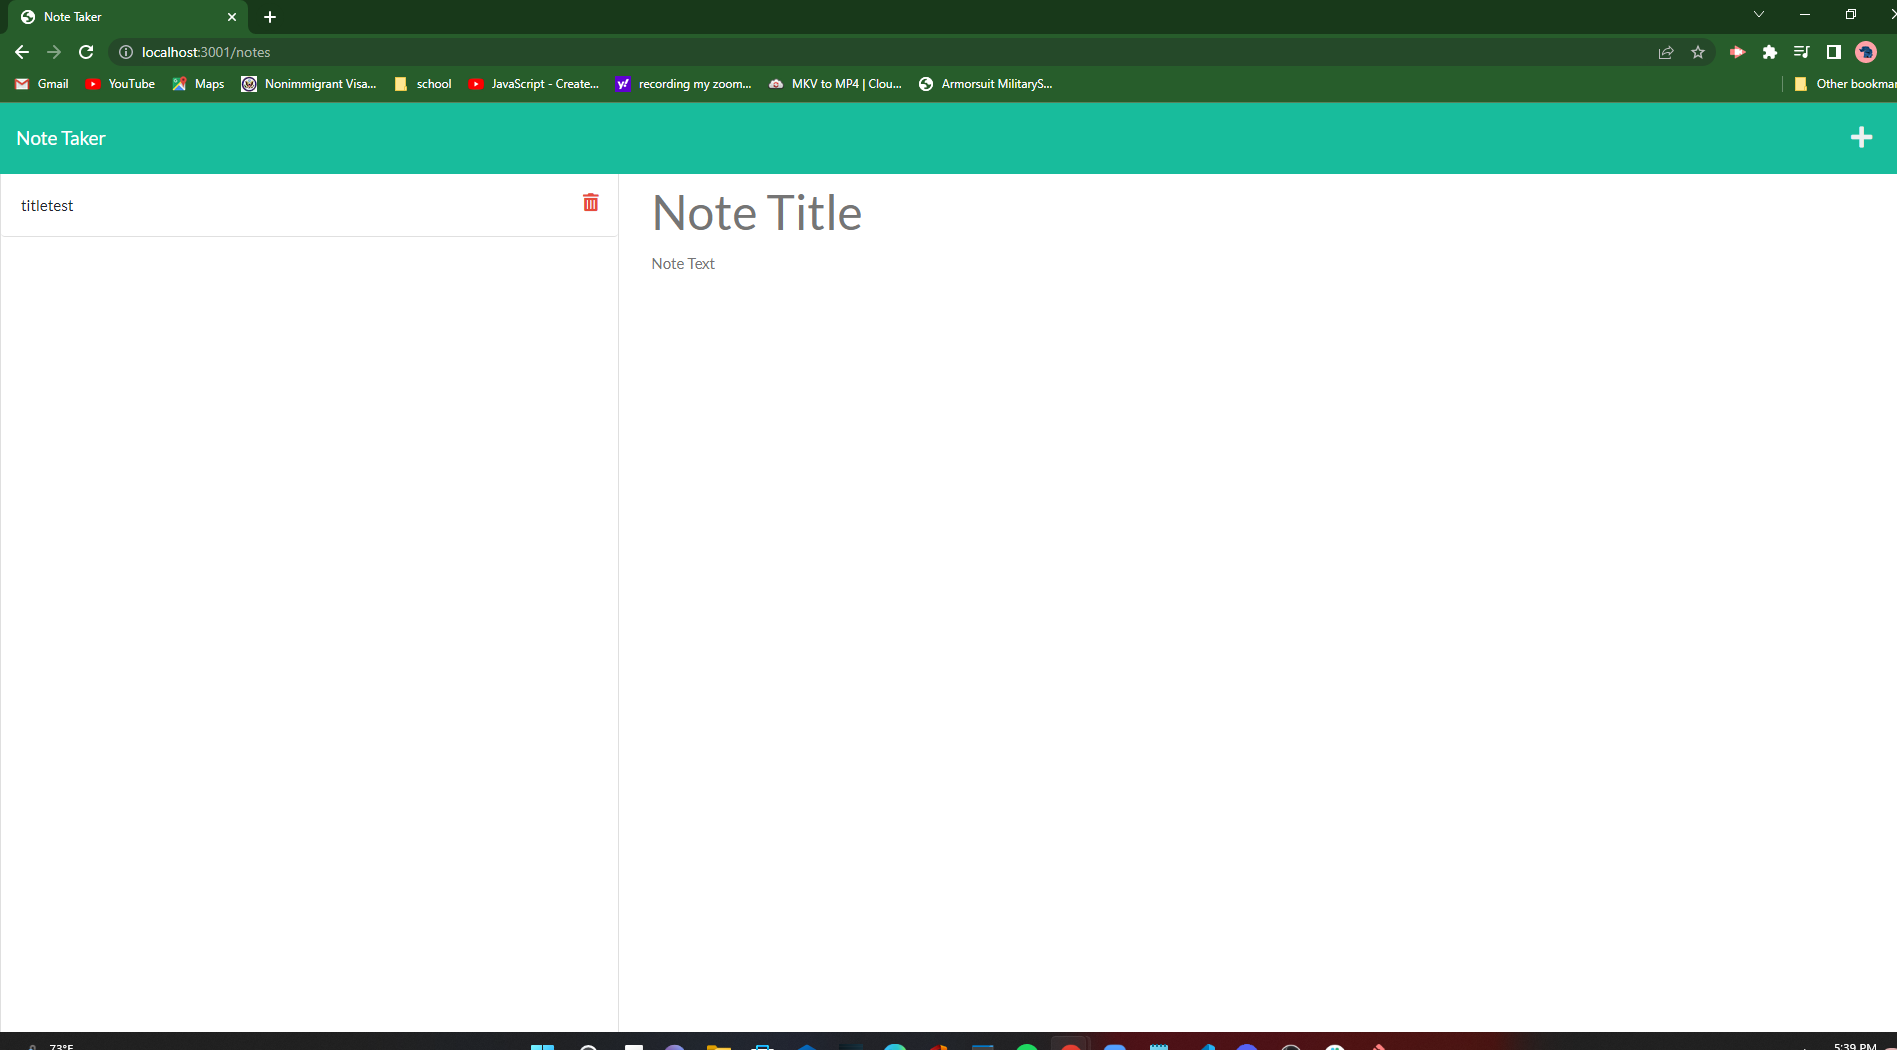 Note Taker
localhost:3001/notes
Gmail YouTube Maps Nonimmigrant Visa... school JavaScript - Create... recording my zoom... MKV to MP4 | Clou... Armorsuit MilitaryS... Other bookmar
Note Taker
titletest
Note Title
Note Text
73°F
5:39 PM